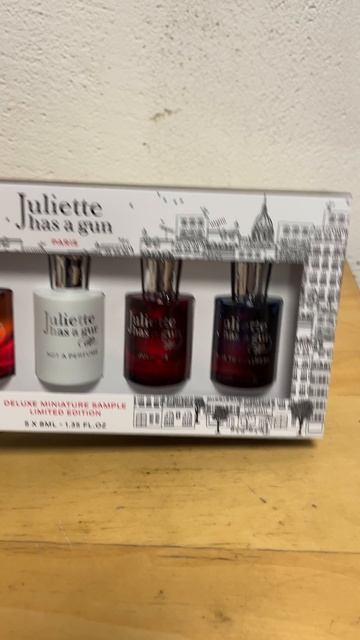 Juliette
has a gun
PARIS
Juliette
has a gun
NOT A PERFUME
Juliette
has a gun
Juliette
has a gun
DELUXE MINIATURE SAMPLE
LIMITED EDITION
5 X 8ML - 1.35 FL.OZ